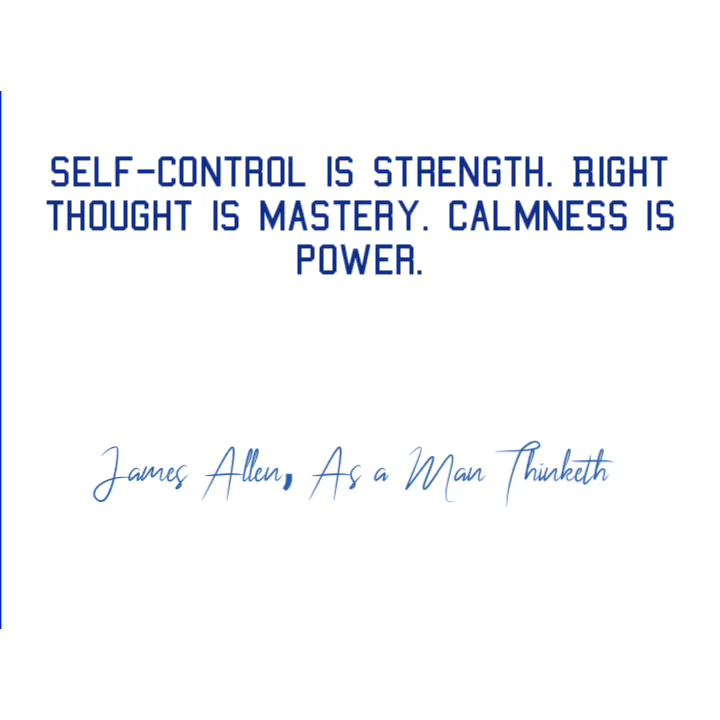 SELF-CONTROL IS STRENGTH. RIGHT
THOUGHT IS MASTERY. CALMNESS IS
POWER.
James Allen, As a Man Thinketh